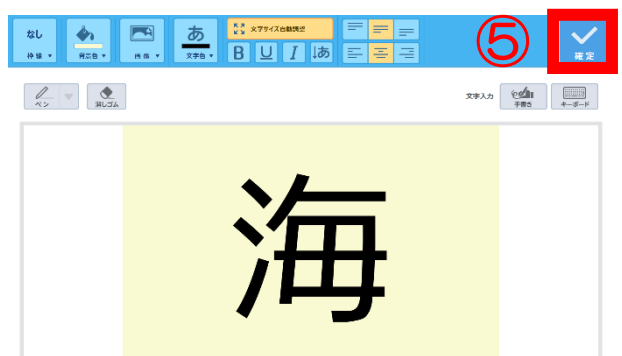 なし
あ
文字サイズ自動調整
⑤
枠線
背景色
画像
文字色
B U I ↓あ
確定
ペン
消しゴム
文字入力
手書き
キーボード
海